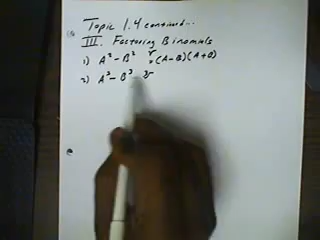 Topic 1.4 continued...
III. Factoring Binomials
1) A² - B² = (A-B)(A+B)
2) A³ - B³